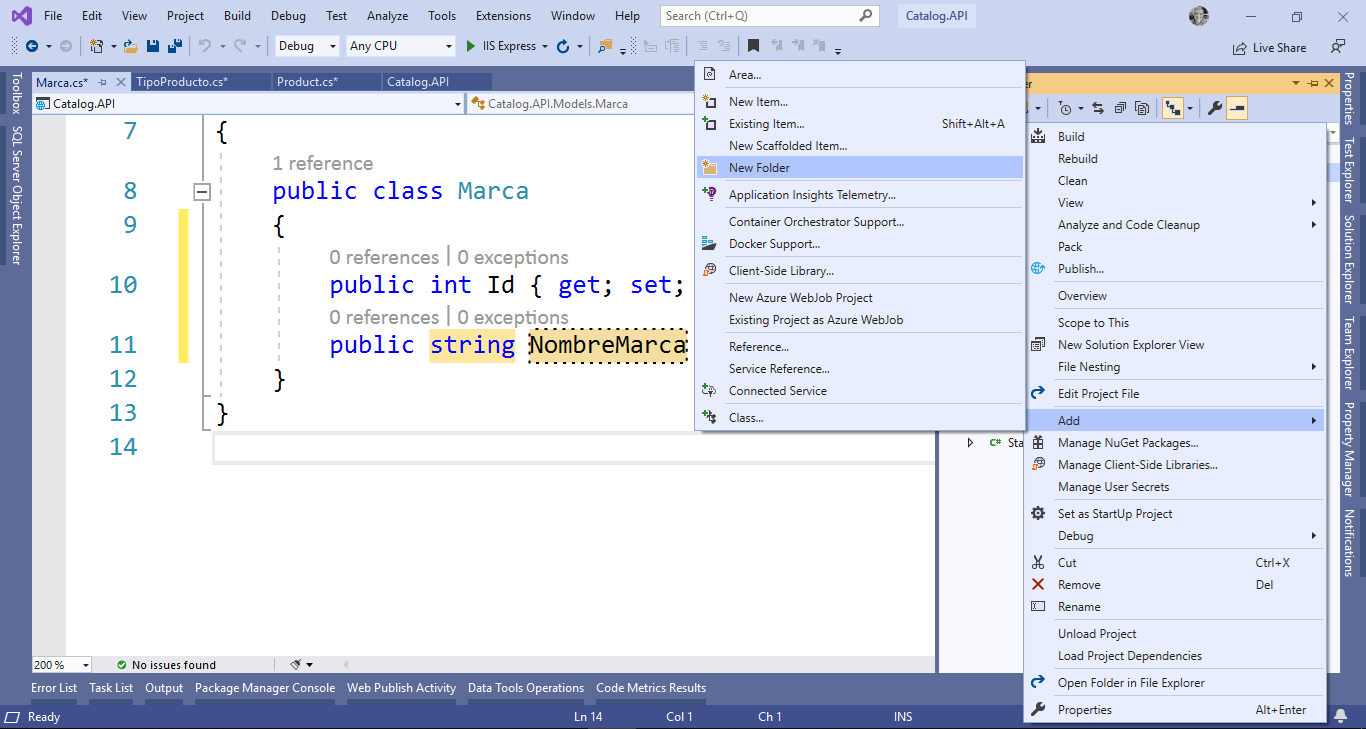 File Edit View Project Build Debug Test Analyze Tools Extensions Window Help Search (Ctrl+Q) Catalog.API
Debug Any CPU IIS Express Live Share
Marca.cs* TipoProducto.cs* Product.cs* Catalog.API
Catalog.API Catalog.API.Models.Marca
Toolbox
SQL Server Object Explorer
7 {
1 reference
8 public class Marca
9 {
0 references | 0 exceptions
10 public int Id { get; set;
0 references | 0 exceptions
11 public string NombreMarca
12 }
13 }
14
Area...
New Item...
Existing Item... Shift+Alt+A
New Scaffolded Item...
New Folder
Application Insights Telemetry...
Container Orchestrator Support...
Docker Support...
Client-Side Library...
New Azure WebJob Project
Existing Project as Azure WebJob
Reference...
Service Reference...
Connected Service
Class...
er
C# Sta
Build
Rebuild
Clean
View
Analyze and Code Cleanup
Pack
Publish...
Overview
Scope to This
New Solution Explorer View
File Nesting
Edit Project File
Add
Manage NuGet Packages...
Manage Client-Side Libraries...
Manage User Secrets
Set as StartUp Project
Debug
Cut Ctrl+X
Remove Del
Rename
Unload Project
Load Project Dependencies
Open Folder in File Explorer
Properties Alt+Enter
Properties
Test Explorer
Solution Explorer
Team Explorer
Property Manager
Notifications
200 % No issues found
Error List Task List Output Package Manager Console Web Publish Activity Data Tools Operations Code Metrics Results
Ready Ln 14 Col 1 Ch 1 INS